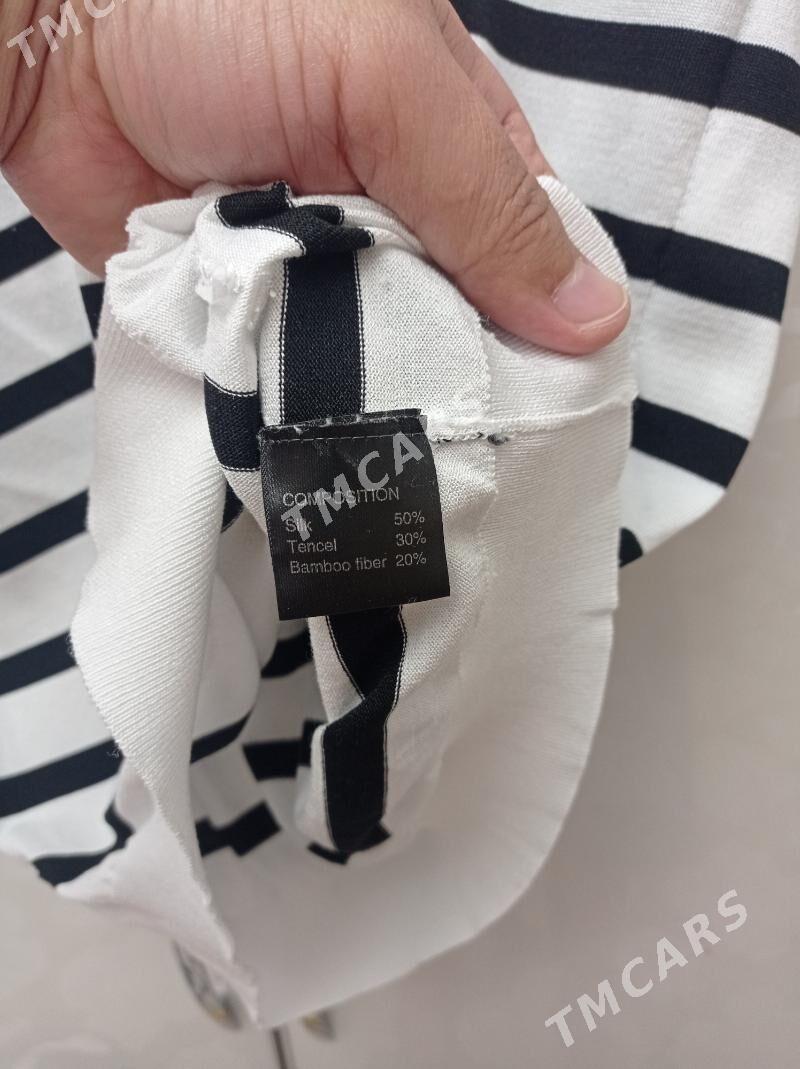 TMCARS
COMPOSITION
Silk 50%
Tencel 30%
Bamboo fiber 20%
TMCARS
TMCARS